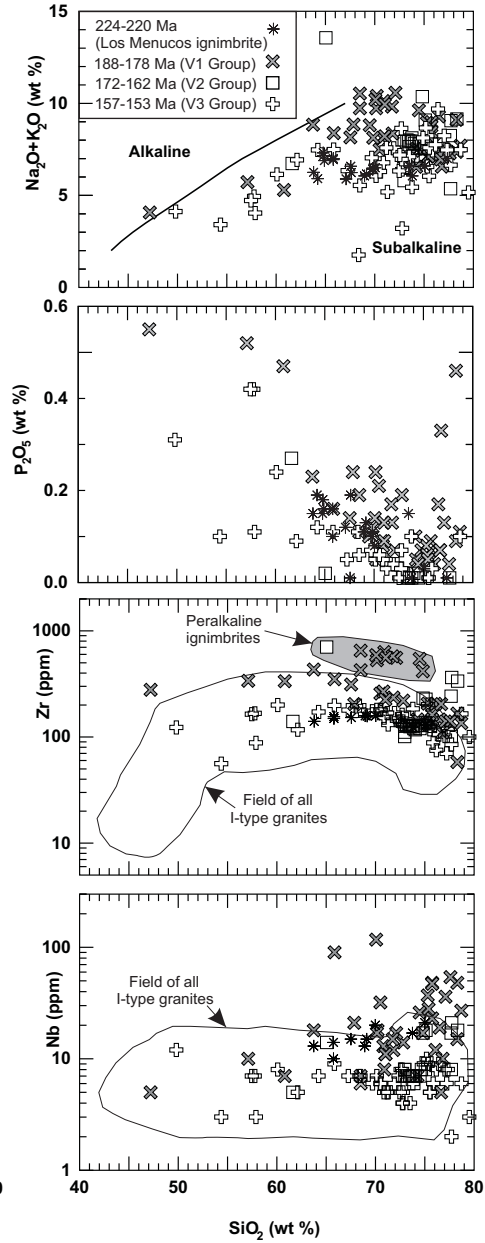 15
10
5
0
Na2O+K2O (wt %)
224-220 Ma
(Los Menucos ignimbrite)
188-178 Ma (V1 Group)
172-162 Ma (V2 Group)
157-153 Ma (V3 Group)
Alkaline
Subalkaline
0.6
0.4
0.2
0.0
P2O5 (wt %)
1000
100
10
Zr (ppm)
Peralkaline
ignimbrites
Field of all
I-type granites
100
10
1
Nb (ppm)
Field of all
I-type granites
40 50 60 70 80
0
SiO2 (wt %)